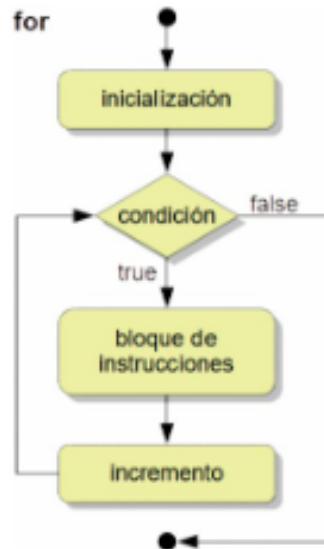 for
inicialización
condición
false
true
bloque de
instrucciones
incremento